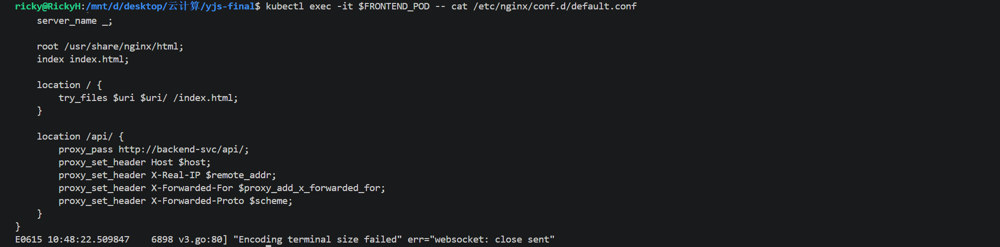 ricky@RickyH:/mnt/d/desktop/云计算/yjs-final$ kubectl exec -it $FRONTEND_POD -- cat /etc/nginx/conf.d/default.conf
    server_name _;

    root /usr/share/nginx/html;
    index index.html;

    location / {
        try_files $uri $uri/ /index.html;
    }

    location /api/ {
        proxy_pass http://backend-svc/api/;
        proxy_set_header Host $host;
        proxy_set_header X-Real-IP $remote_addr;
        proxy_set_header X-Forwarded-For $proxy_add_x_forwarded_for;
        proxy_set_header X-Forwarded-Proto $scheme;
    }
}
E0615 10:48:22.509847    6898 v3.go:80] "Encoding terminal size failed" err="websocket: close sent"